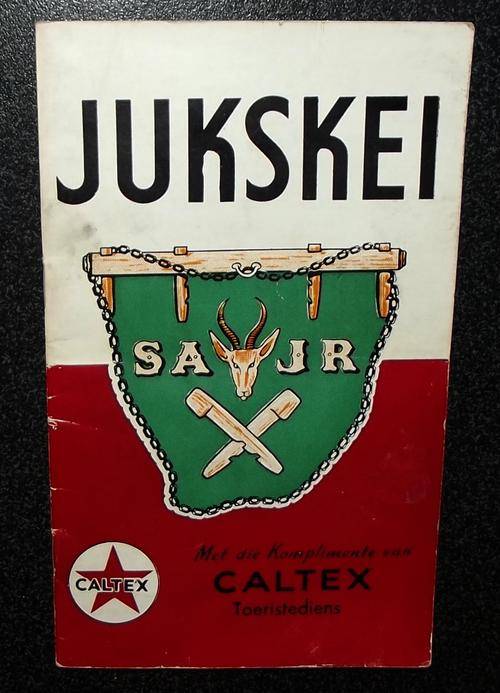 JUKSKEI
SA JR
Met die Komplimente van
CALTEX
CALTEX
Toeristediens